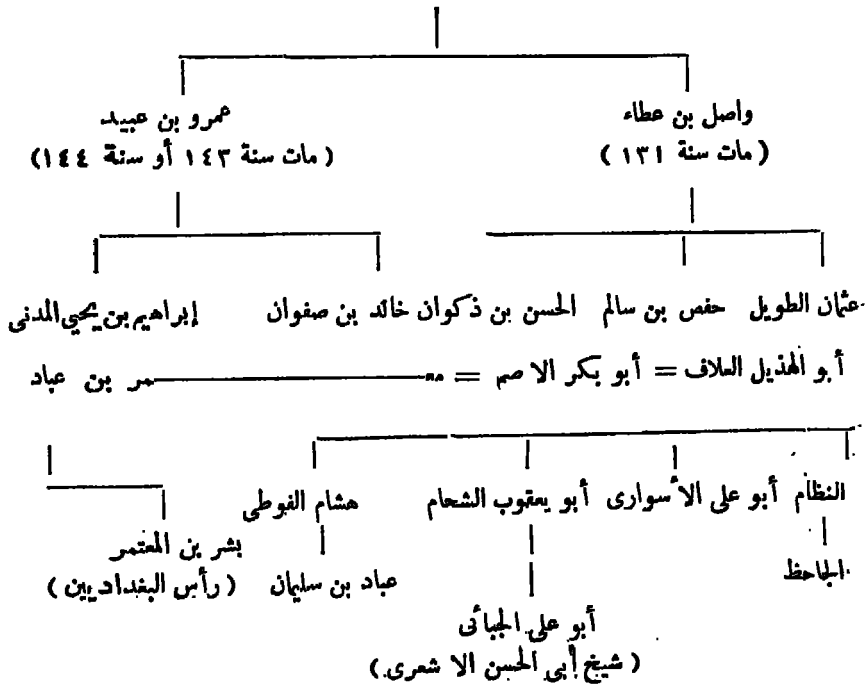 واصل بن عطاء
(مات سنة ١٣١)
عمرو بن عبيد
(مات سنة ١٤٣ أو سنة ١٤٤)
عثمان الطويل حفص بن سالم الحسن بن ذكوان خالد بن صفوان إبراهيم بن يحيى المدنى
أبو الهذيل العلاف = أبو بكر الاصم = معمر بن عباد
النظام أبو على الأسوارى أبو يعقوب الشحام هشام الفوطى
بشر بن المعتمر
(رأس البغداديين)
الجاحظ
عباد بن سليمان
أبو على الجبائى
(شيخ أبى الحسن الاشعرى)